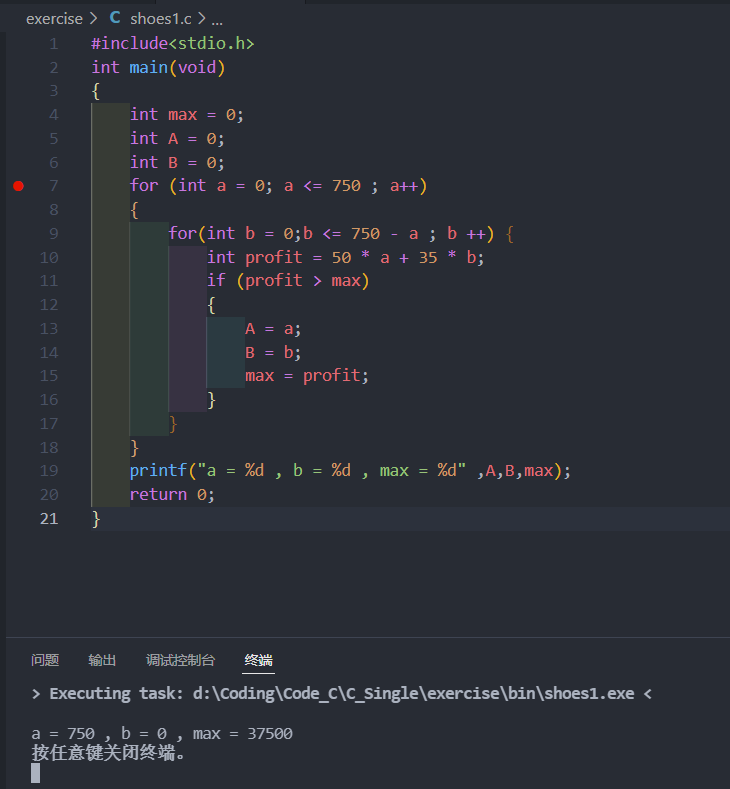 exercise > C shoes1.c > ...
1 #include<stdio.h>
2 int main(void)
3 {
4 int max = 0;
5 int A = 0;
6 int B = 0;
7 for (int a = 0; a <= 750 ; a++)
8 {
9 for(int b = 0;b <= 750 - a ; b ++) {
10 int profit = 50 * a + 35 * b;
11 if (profit > max)
12 {
13 A = a;
14 B = b;
15 max = profit;
16 }
17 }
18 }
19 printf("a = %d , b = %d , max = %d" ,A,B,max);
20 return 0;
21 }
问题 输出 调试控制台 终端
> Executing task: d:\Coding\Code_C\C_Single\exercise\bin\shoes1.exe <
a = 750 , b = 0 , max = 37500
按任意键关闭终端。